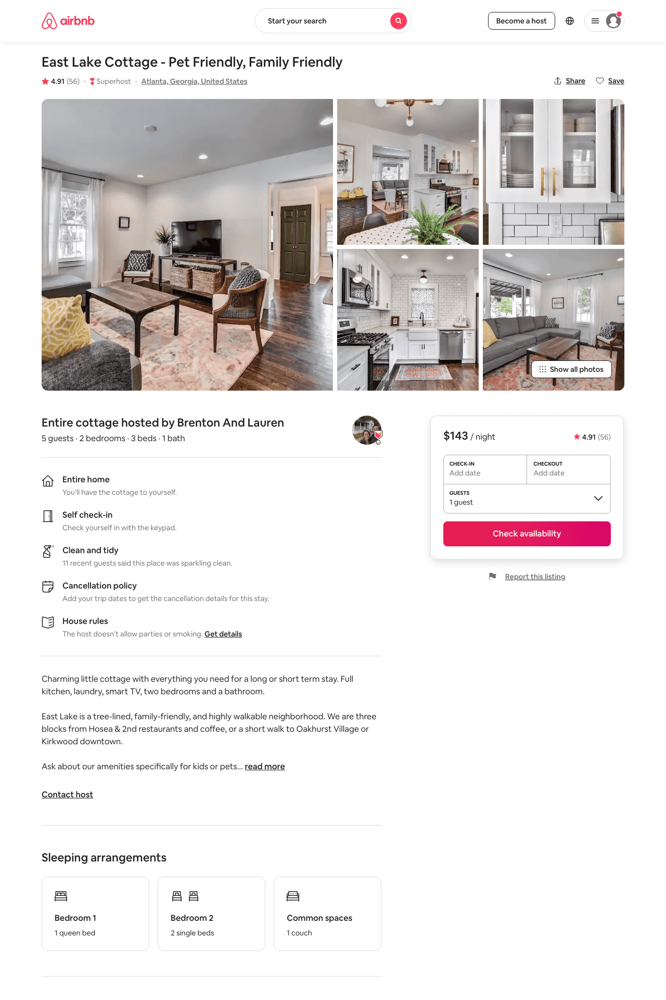 airbnb
Start your search
Become a host
East Lake Cottage - Pet Friendly, Family Friendly
4.91 (56) · Superhost · Atlanta, Georgia, United States
Share
Save
Show all photos
Entire cottage hosted by Brenton And Lauren
5 guests · 2 bedrooms · 3 beds · 1 bath
Entire home
You’ll have the cottage to yourself.
Self check-in
Check yourself in with the keypad.
Clean and tidy
11 recent guests said this place was sparkling clean.
Cancellation policy
Add your trip dates to get the cancellation details for this stay.
House rules
The host doesn’t allow parties or smoking. Get details
Charming little cottage with everything you need for a long or short term stay. Full
kitchen, laundry, smart TV, two bedrooms and a bathroom.
East Lake is a tree-lined, family-friendly, and highly walkable neighborhood. We are three
blocks from Hosea & 2nd restaurants and coffee, or a short walk to Oakhurst Village or
Kirkwood downtown.
Ask about our amenities specifically for kids or pets... read more
Contact host
Sleeping arrangements
Bedroom 1
1 queen bed
Bedroom 2
2 single beds
Common spaces
1 couch
$143 / night
4.91 (56)
CHECK-IN
Add date
CHECKOUT
Add date
GUESTS
1 guest
Check availability
Report this listing